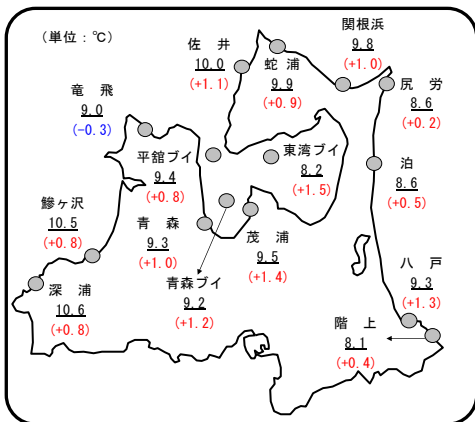 (単位：℃)
関根浜
9.8
(+1.0)
佐井
10.0
(+1.1)
蛇浦
9.9
(+0.9)
尻労
8.6
(+0.2)
竜飛
9.0
(−0.3)
平舘ブイ
9.4
(+0.8)
東湾ブイ
8.2
(+1.5)
泊
8.6
(+0.5)
鰺ヶ沢
10.5
(+0.8)
青森
9.3
(+1.0)
茂浦
9.5
(+1.4)
八戸
9.3
(+1.3)
深浦
10.6
(+0.8)
青森ブイ
9.2
(+1.2)
階上
8.1
(+0.4)